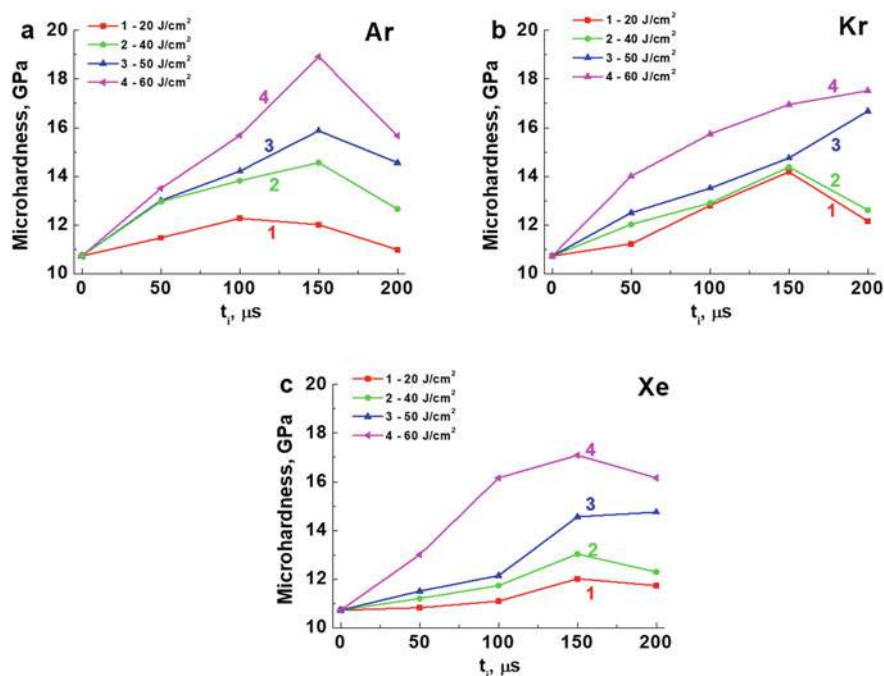 a
1 - 20 J/cm²
2 - 40 J/cm²
3 - 50 J/cm²
4 - 60 J/cm²
Ar
Microhardness, GPa
20
18
16
14
12
10
4
3
2
1
0 50 100 150 200
tᵢ, μs
b
1 - 20 J/cm²
2 - 40 J/cm²
3 - 50 J/cm²
4 - 60 J/cm²
Kr
Microhardness, GPa
20
18
16
14
12
10
4
3
2
1
0 50 100 150 200
tᵢ, μs
c
1 - 20 J/cm²
2 - 40 J/cm²
3 - 50 J/cm²
4 - 60 J/cm²
Xe
Microhardness, GPa
20
18
16
14
12
10
4
3
2
1
0 50 100 150 200
tᵢ, μs